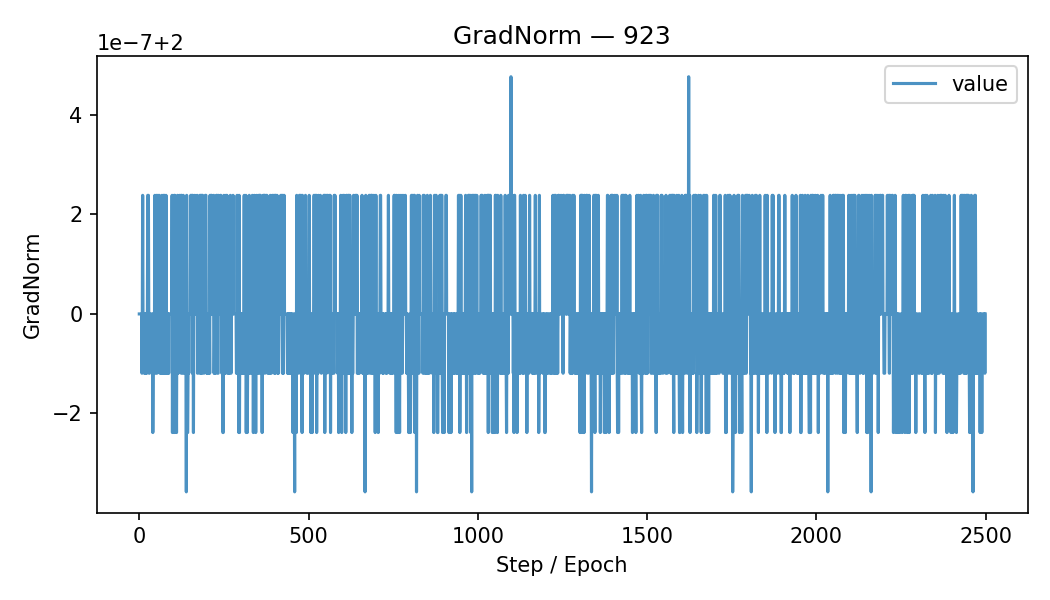 GradNorm — 923
1e−7+2
value
4
2
0
−2
GradNorm
0
500
1000
1500
2000
2500
Step / Epoch